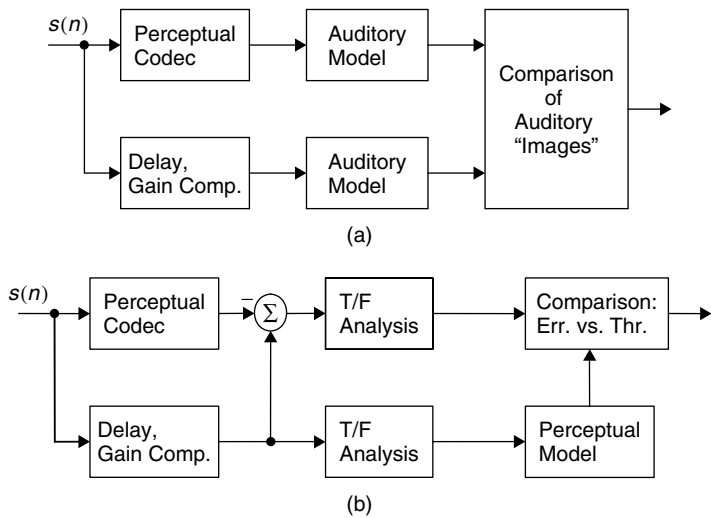 s(n)
Perceptual
Codec
Auditory
Model
Comparison
of
Auditory
“Images”
Delay,
Gain Comp.
Auditory
Model
(a)
s(n)
Perceptual
Codec
−
Σ
T/F
Analysis
Comparison:
Err. vs. Thr.
Delay,
Gain Comp.
T/F
Analysis
Perceptual
Model
(b)